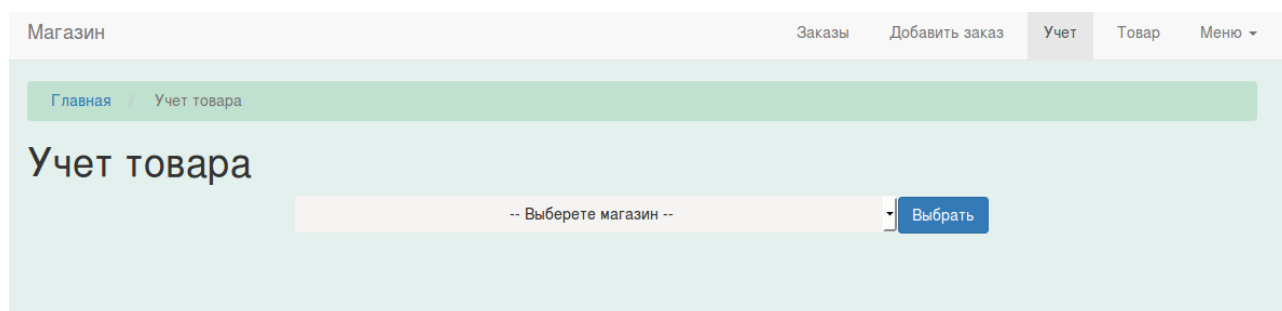 Магазин Заказы Добавить заказ Учет Товар Меню
Главная / Учет товара
Учет товара
-- Выберете магазин -- Выбрать